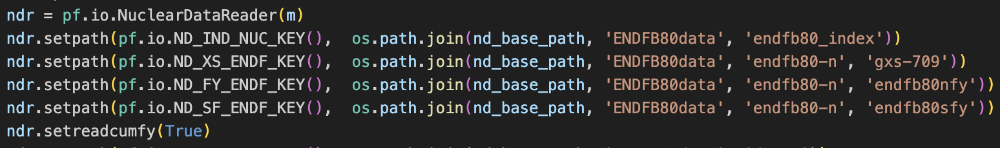 ndr = pf.io.NuclearDataReader(m)
ndr.setpath(pf.io.ND_IND_NUC_KEY(),  os.path.join(nd_base_path, 'ENDFB80data', 'endfb80_index'))
ndr.setpath(pf.io.ND_XS_ENDF_KEY(),  os.path.join(nd_base_path, 'ENDFB80data', 'endfb80-n', 'gxs-709'))
ndr.setpath(pf.io.ND_FY_ENDF_KEY(),  os.path.join(nd_base_path, 'ENDFB80data', 'endfb80-n', 'endfb80nfy'))
ndr.setpath(pf.io.ND_SF_ENDF_KEY(),  os.path.join(nd_base_path, 'ENDFB80data', 'endfb80-n', 'endfb80sfy'))
ndr.setreadcumfy(True)